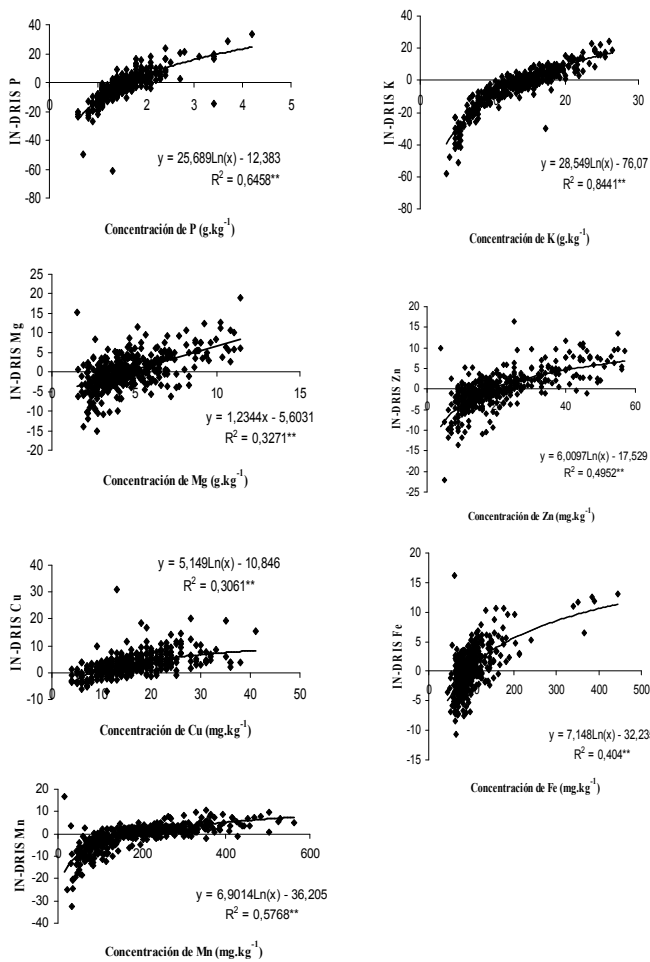 40
20
0
-20
-40
-60
-80
0 1 2 3 4 5
IN-DRIS P
y = 25,689Ln(x) - 12,383
R² = 0,6458**
Concentración de P (g.kg⁻¹)
40
20
0
-20
-40
-60
-80
0 10 20 30
IN-DRIS K
y = 28,549Ln(x) - 76,07
R² = 0,8441**
Concentración de K (g.kg⁻¹)
25
20
15
10
5
0
-5
-10
15
20
0 5 10 15
IN-DRIS Mg
y = 1,2344x - 5,6031
R² = 0,3271**
Concentración de Mg (g.kg⁻¹)
20
15
10
5
0
-5
-10
-15
-20
-25
0 20 40 60
IN-DRIS Zn
y = 6,0097Ln(x) - 17,529
R² = 0,4952**
Concentración de Zn (mg.kg⁻¹)
40
30
20
10
0
-10
0 10 20 30 40 50
IN-DRIS Cu
y = 5,149Ln(x) - 10,846
R² = 0,3061**
Concentración de Cu (mg.kg⁻¹)
20
15
10
5
0
-5
-10
-15
0 100 200 300 400 500
IN-DRIS Fe
y = 7,148Ln(x) - 32,23
R² = 0,404**
Concentración de Fe (mg.kg⁻¹)
20
10
0
-10
-20
-30
-40
0 200 400 600
IN-DRIS Mn
y = 6,9014Ln(x) - 36,205
R² = 0,5768**
Concentración de Mn (mg.kg⁻¹)